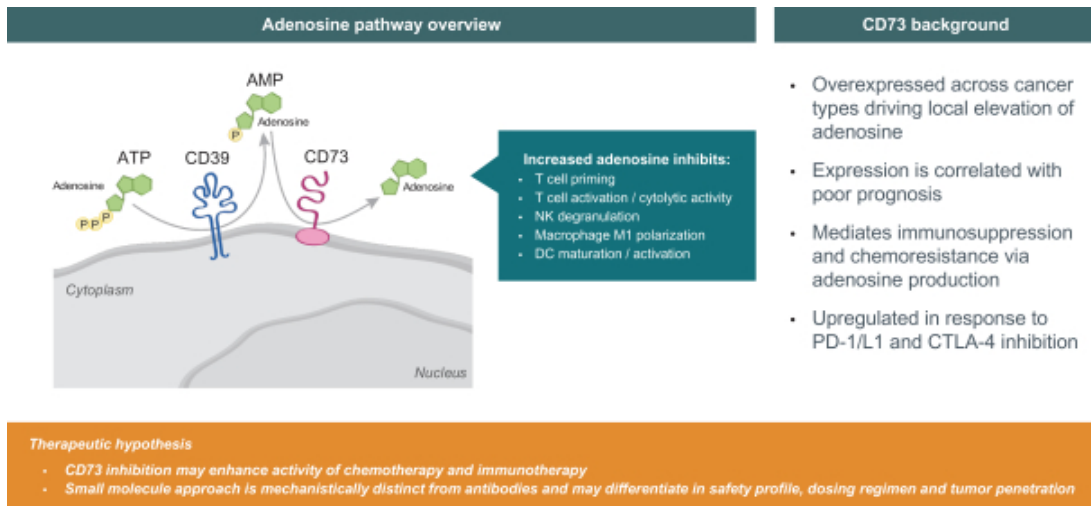 Adenosine pathway overview
AMP
Adenosine
P
ATP
CD39
CD73
Adenosine
Adenosine
P P P
Cytoplasm
Nucleus
Increased adenosine inhibits:
• T cell priming
• T cell activation / cytolytic activity
• NK degranulation
• Macrophage M1 polarization
• DC maturation / activation
CD73 background
• Overexpressed across cancer
types driving local elevation of
adenosine
• Expression is correlated with
poor prognosis
• Mediates immunosuppression
and chemoresistance via
adenosine production
• Upregulated in response to
PD-1/L1 and CTLA-4 inhibition
Therapeutic hypothesis
• CD73 inhibition may enhance activity of chemotherapy and immunotherapy
• Small molecule approach is mechanistically distinct from antibodies and may differentiate in safety profile, dosing regimen and tumor penetration